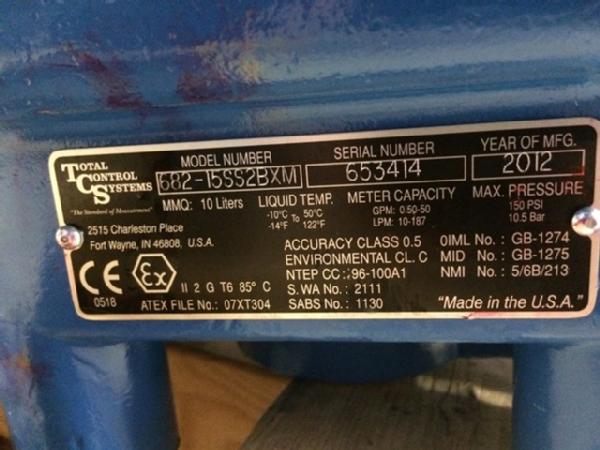 TOTAL CONTROL SYSTEMS
"The Standard of Measurement"
2515 Charleston Place
Fort Wayne, IN 46808, U.S.A.
MODEL NUMBER
682-15SS2BXM
SERIAL NUMBER
653414
YEAR OF MFG.
2012
MMQ: 10 Liters
LIQUID TEMP.
-10°C To 50°C
-14°F 122°F
METER CAPACITY
GPM: 0.50-50
LPM: 10-187
MAX. PRESSURE
150 PSI
10.5 Bar
ACCURACY CLASS 0.5
ENVIRONMENTAL CL. C
NTEP CC: 96-100A1
S.WA No.: 2111
SABS No.: 1130
OIML No.: GB-1274
MID No.: GB-1275
NMI No.: 5/6B/213
CE
0518
Ex
II 2 G T6 85° C
ATEX FILE No.: 07XT304
"Made in the U.S.A."